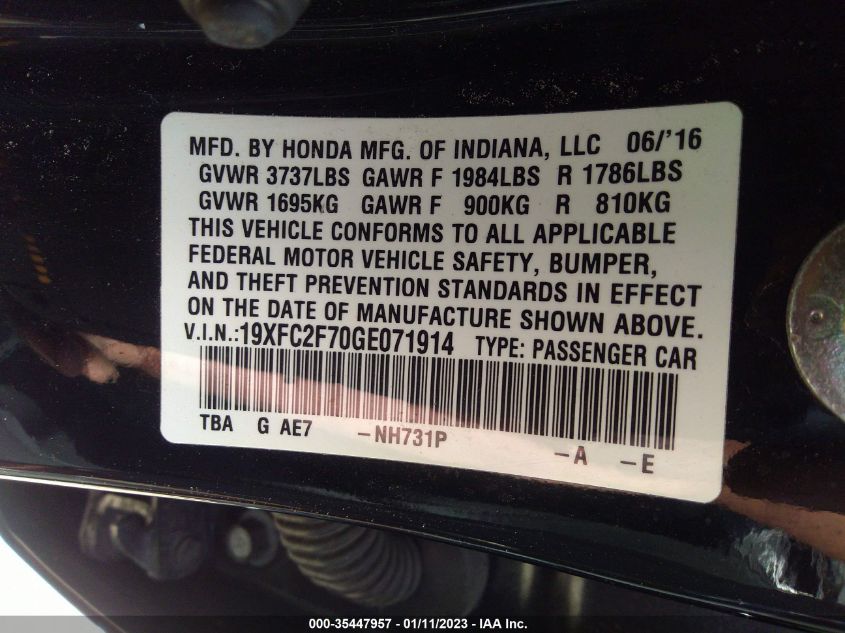 MFD. BY HONDA MFG. OF INDIANA, LLC 06/'16
GVWR 3737LBS GAWR F 1984LBS R 1786LBS
GVWR 1695KG GAWR F 900KG R 810KG
THIS VEHICLE CONFORMS TO ALL APPLICABLE
FEDERAL MOTOR VEHICLE SAFETY, BUMPER,
AND THEFT PREVENTION STANDARDS IN EFFECT
ON THE DATE OF MANUFACTURE SHOWN ABOVE.
V.I.N.:19XFC2F70GE071914 TYPE: PASSENGER CAR
TBA G AE7 -NH731P -A -E
000-35447957 - 01/11/2023 - IAA Inc.